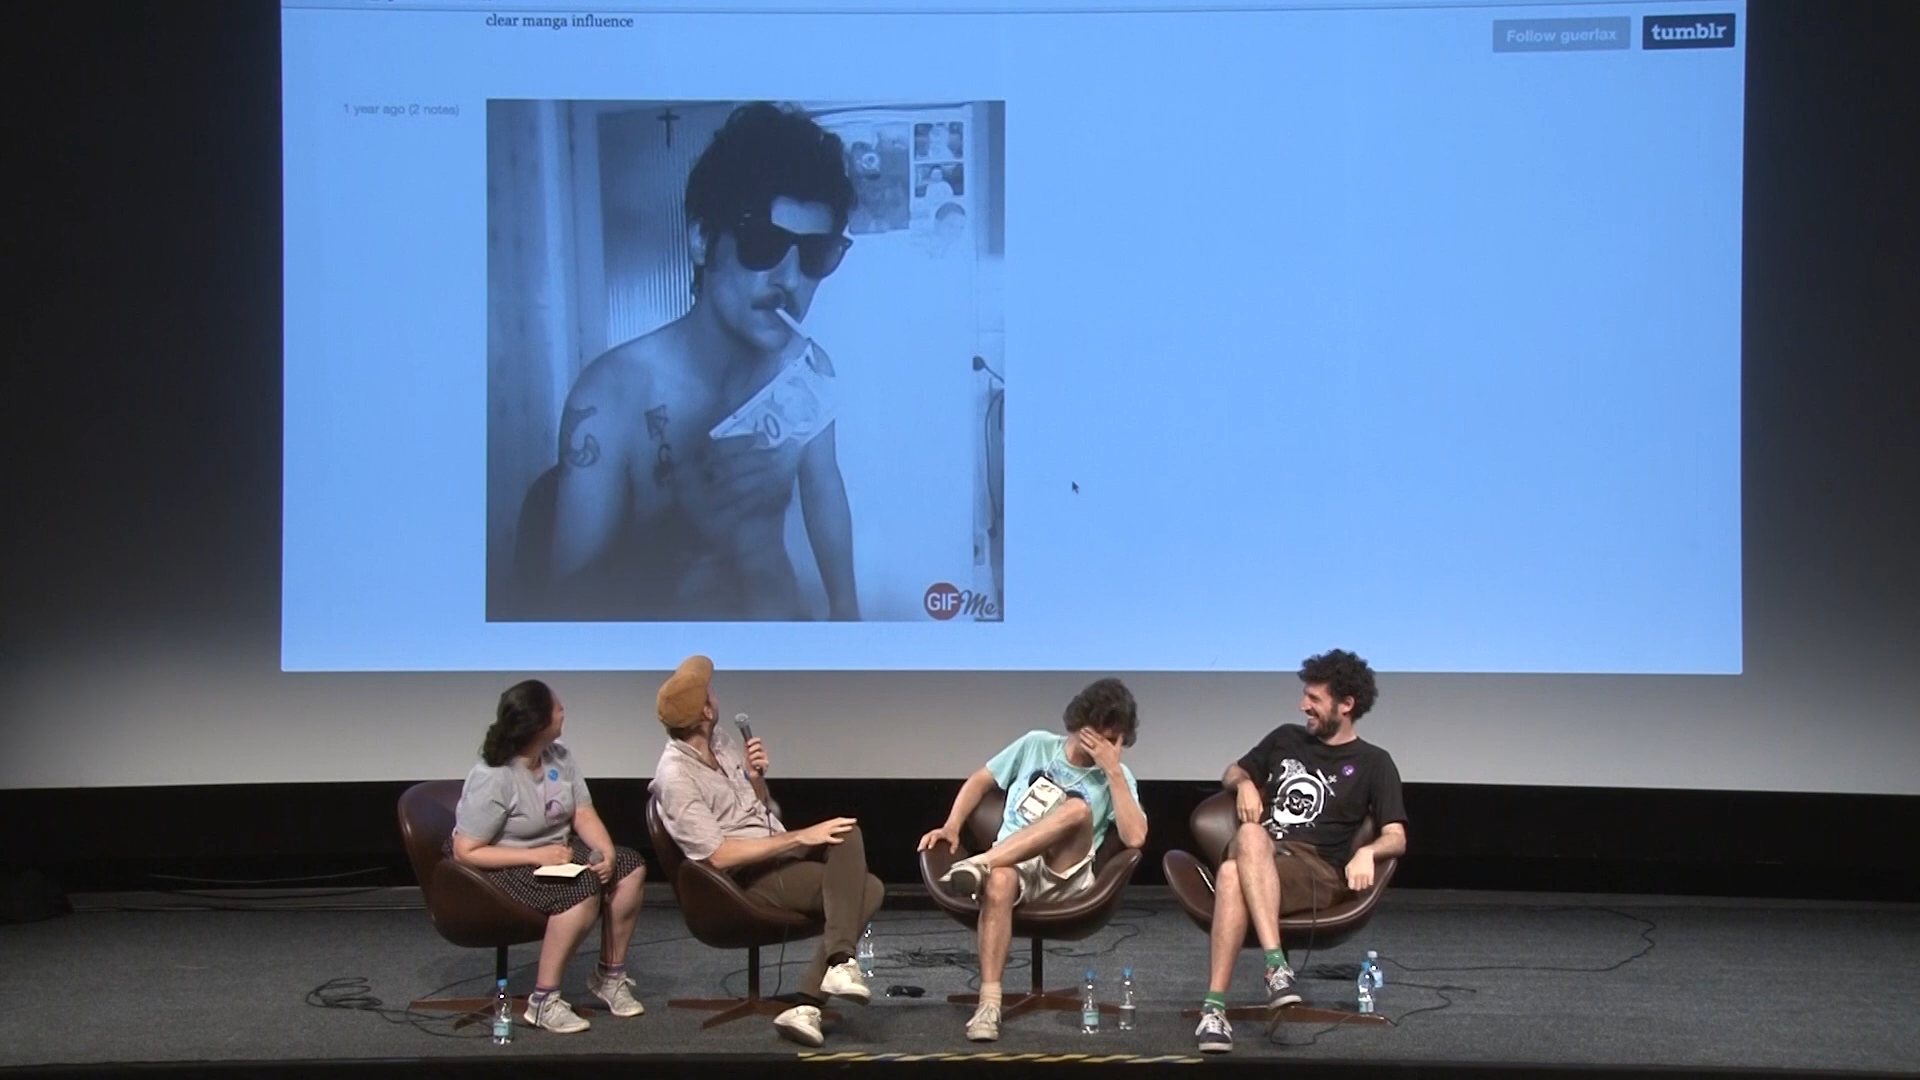 clear manga influence
Follow guerlax
tumblr
1 year ago (2 notes)
GIF Me